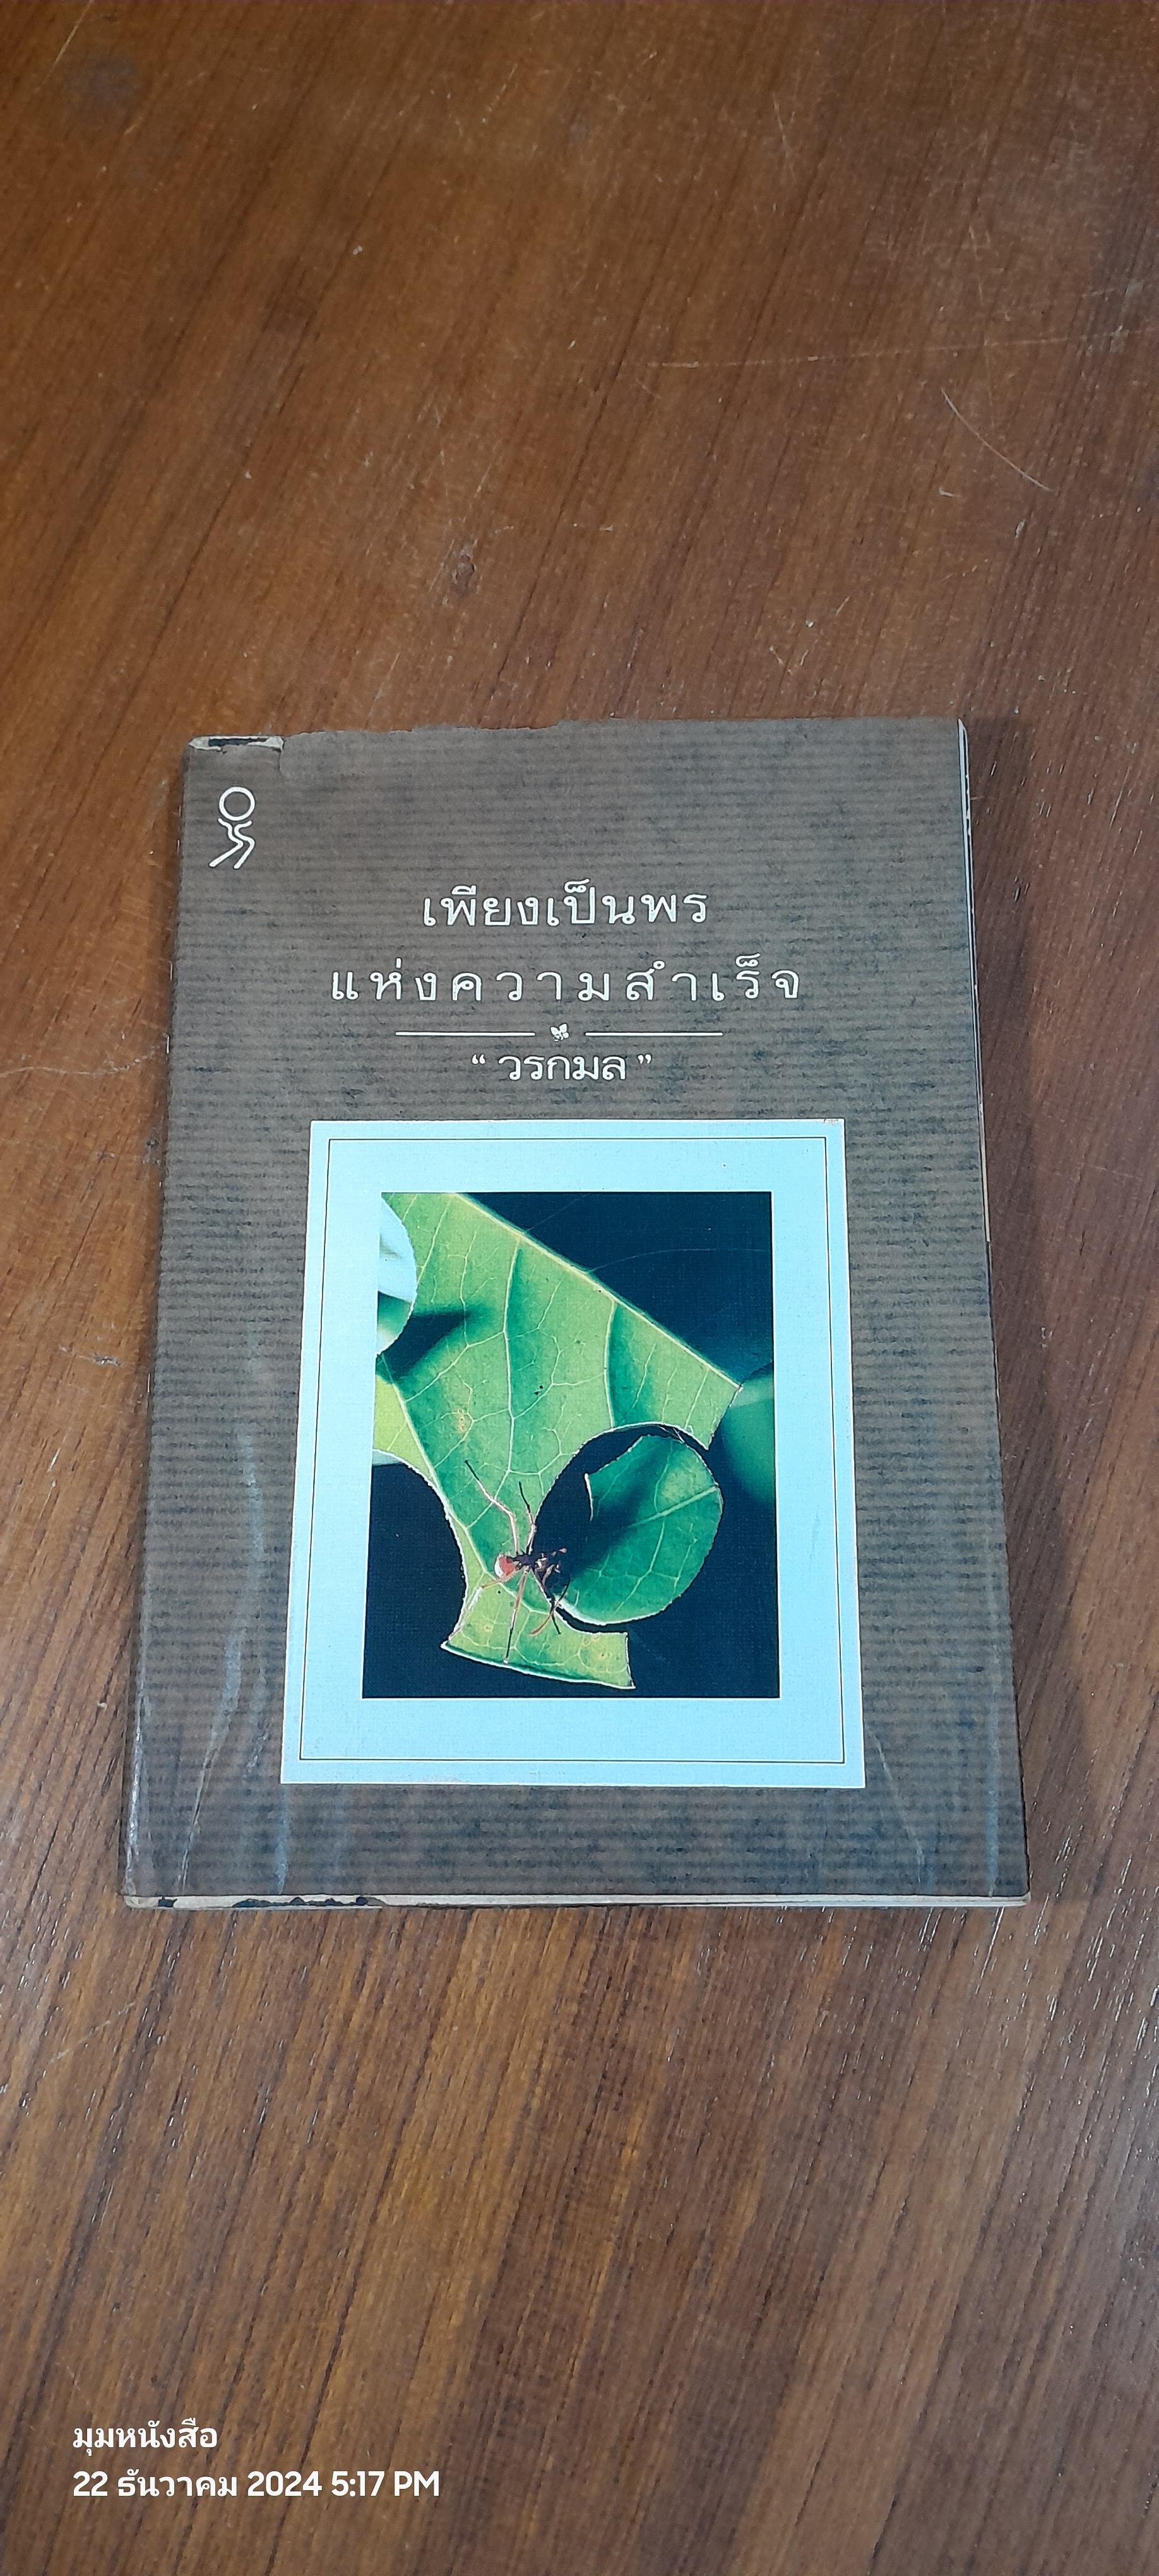 เพียงเป็นพร
แห่งความสำเร็จ
“ วรกมล ”
มุมหนังสือ
22 ธันวาคม 2024 5:17 PM